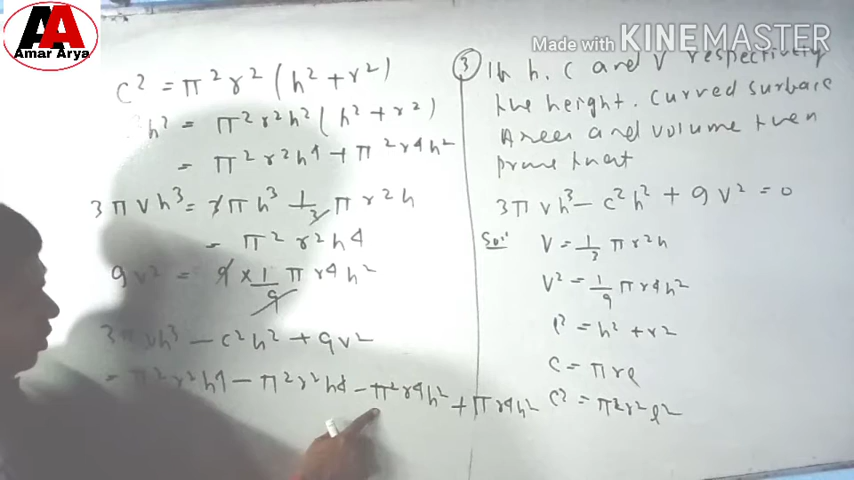 AA
Amar Arya
Made with KINEMASTER
C² = π²r² (h² + r²)
h² = π²r²h² (h² + r²)
= π²r²h⁴ + π²r⁴h²
3πvh³ = 3πh³ 1/3 πr²h
= π²r²h⁴
9v² = 9 × 1/9 πr⁴h²
3πvh³ - c²h² + 9v²
= π²r²h⁴ - π²r²h⁴ - π²r⁴h² + πr⁴h²
③ If h. C and V respectively
the height. Curved surface
Area and volume then
prove that
3πvh³ - c²h² + 9v² = 0
Sol: V = 1/3 πr²h
V² = 1/9 πr⁴h²
l² = h² + r²
C = πrl
C² = π²r²l²